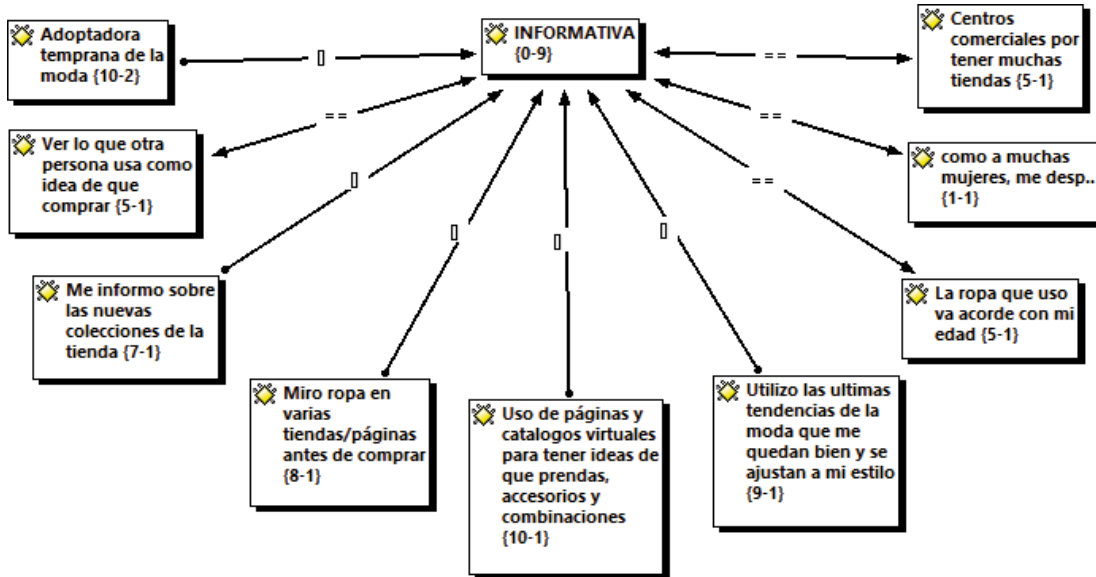 Adoptadora
temprana de la
moda {10-2}
[]
INFORMATIVA
{0-9}
==
Centros
comerciales por
tener muchas
tiendas {5-1}
Ver lo que otra
persona usa como
idea de que
comprar {5-1}
==
==
como a muchas
mujeres, me desp..
{1-1}
[]
==
Me informo sobre
las nuevas
colecciones de la
tienda {7-1}
[]
[]
[]
La ropa que uso
va acorde con mi
edad {5-1}
Miro ropa en
varias
tiendas/páginas
antes de comprar
{8-1}
Uso de páginas y
catalogos virtuales
para tener ideas de
que prendas,
accesorios y
combinaciones
{10-1}
Utilizo las ultimas
tendencias de la
moda que me
quedan bien y se
ajustan a mi estilo
{9-1}